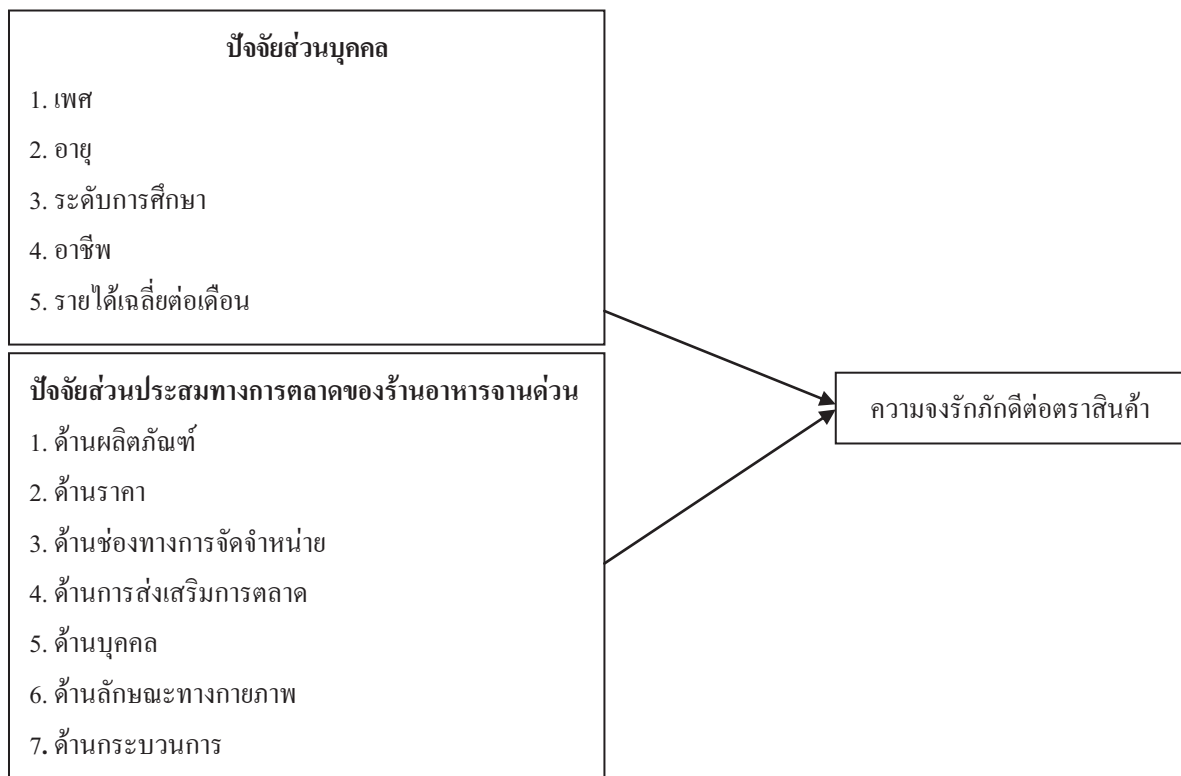 ปัจจัยส่วนบุคคล
1. เพศ
2. อายุ
3. ระดับการศึกษา
4. อาชีพ
5. รายได้เฉลี่ยต่อเดือน
ปัจจัยส่วนประสมทางการตลาดของร้านอาหารจานด่วน
1. ด้านผลิตภัณฑ์
2. ด้านราคา
3. ด้านช่องทางการจัดจำหน่าย
4. ด้านการส่งเสริมการตลาด
5. ด้านบุคคล
6. ด้านลักษณะทางกายภาพ
7. ด้านกระบวนการ
ความจงรักภักดีต่อตราสินค้า